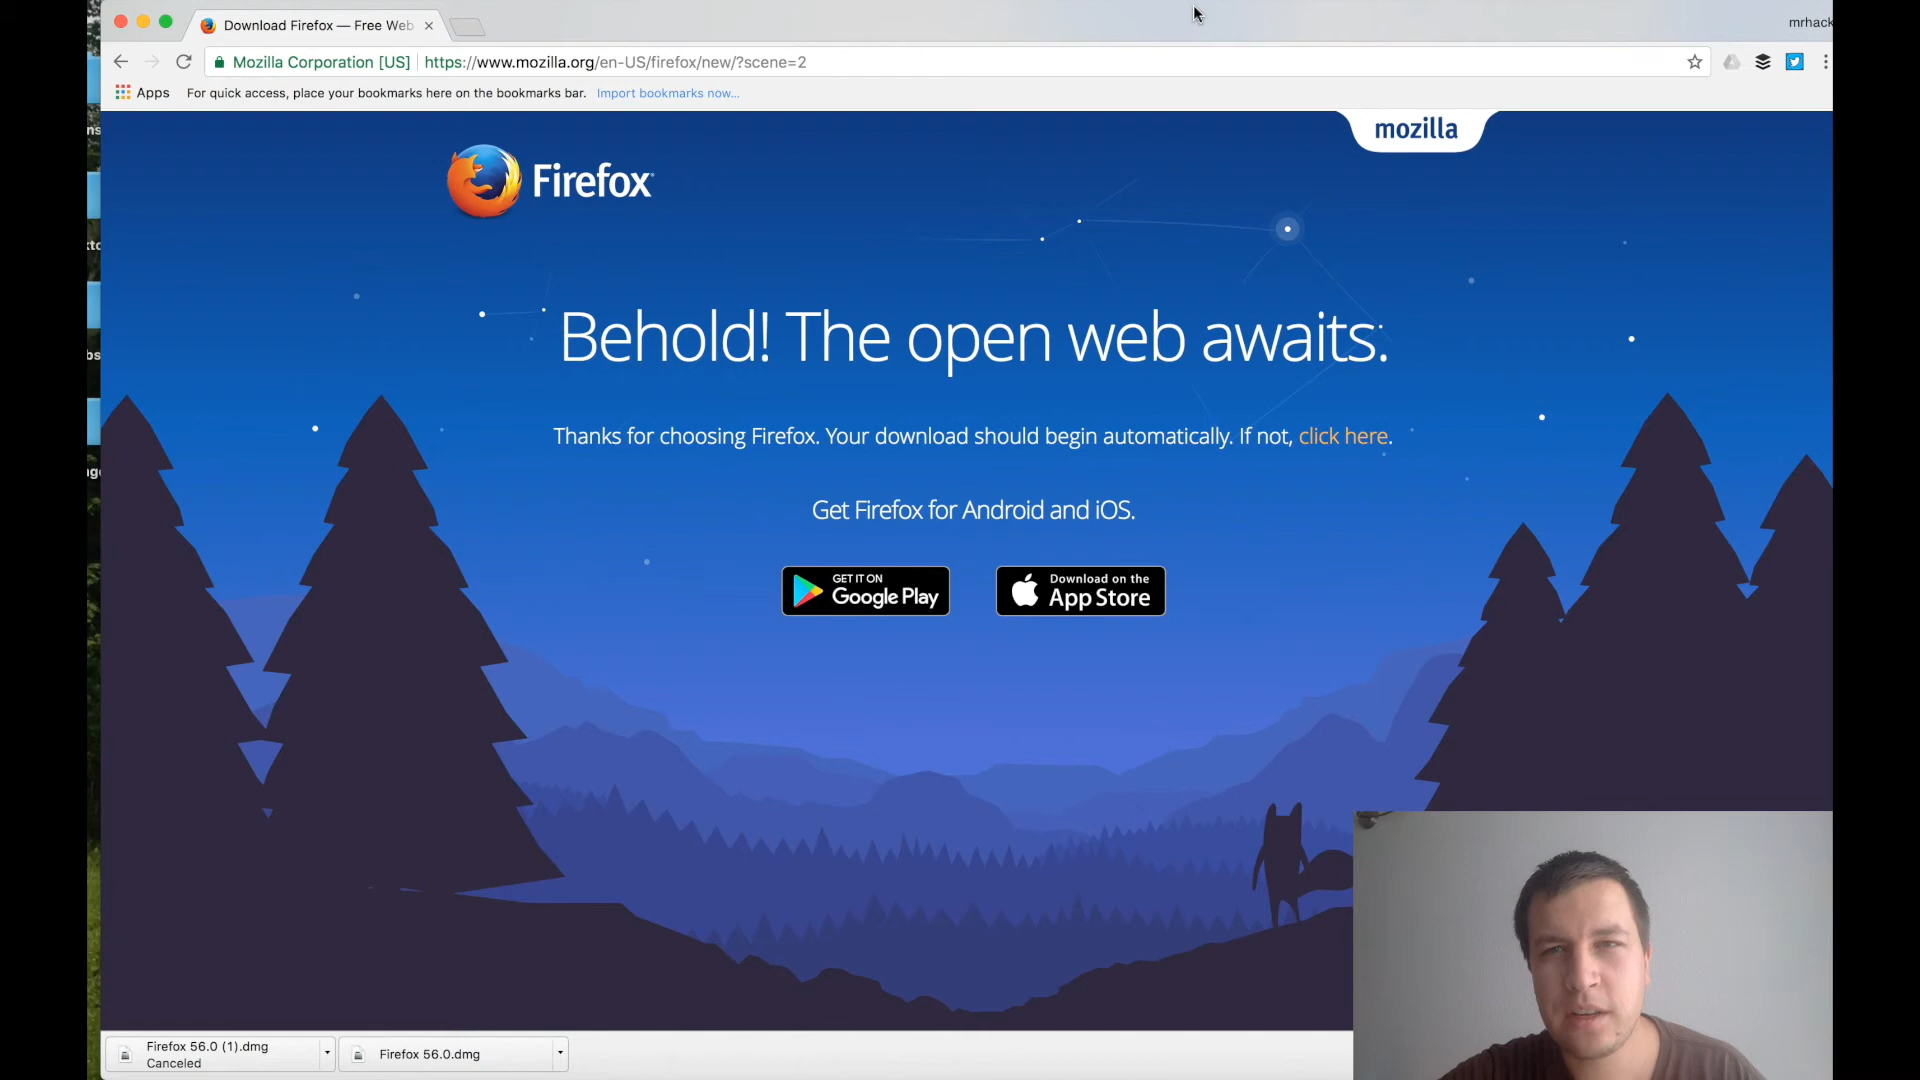 Download Firefox — Free Web
mrhack
Mozilla Corporation [US]
https://www.mozilla.org/en-US/firefox/new/?scene=2
Apps
For quick access, place your bookmarks here on the bookmarks bar.
Import bookmarks now...
mozilla
Firefox
Behold! The open web awaits.
Thanks for choosing Firefox. Your download should begin automatically. If not, click here.
Get Firefox for Android and iOS.
GET IT ON
Google Play
Download on the
App Store
Firefox 56.0 (1).dmg
Canceled
Firefox 56.0.dmg